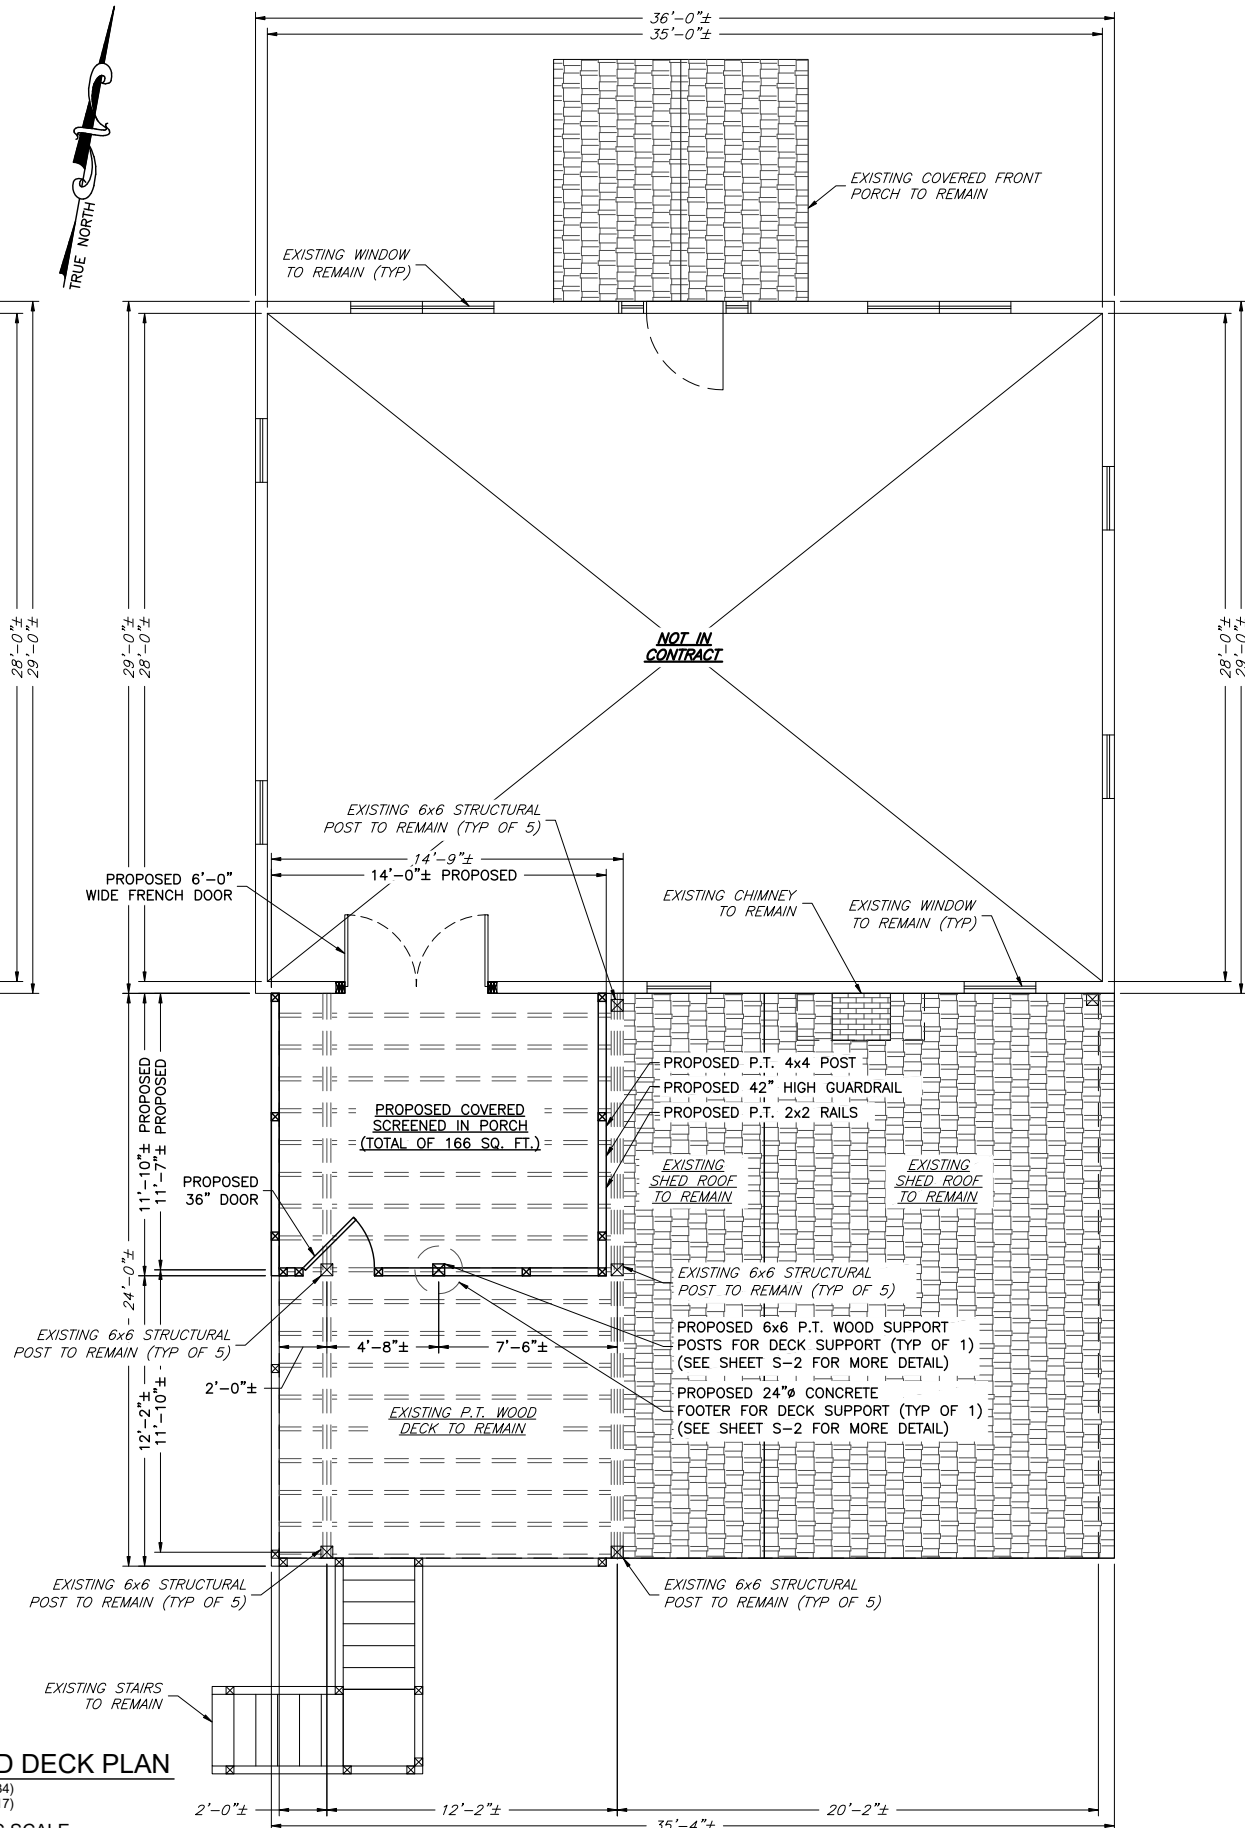 36'-0"±
35'-0"±
TRUE NORTH
EXISTING COVERED FRONT
PORCH TO REMAIN
EXISTING WINDOW
TO REMAIN (TYP)
28'-0"±
29'-0"±
29'-0"±
28'-0"±
NOT IN
CONTRACT
28'-0"±
29'-0"±
EXISTING 6x6 STRUCTURAL
POST TO REMAIN (TYP OF 5)
14'-9"±
14'-0"± PROPOSED
PROPOSED 6'-0"
WIDE FRENCH DOOR
EXISTING CHIMNEY
TO REMAIN
EXISTING WINDOW
TO REMAIN (TYP)
11'-10"± PROPOSED
11'-7"± PROPOSED
PROPOSED P.T. 4x4 POST
PROPOSED 42" HIGH GUARDRAIL
PROPOSED P.T. 2x2 RAILS
PROPOSED COVERED
SCREENED IN PORCH
(TOTAL OF 166 SQ. FT.)
EXISTING
SHED ROOF
TO REMAIN
EXISTING
SHED ROOF
TO REMAIN
PROPOSED
36" DOOR
24'-0"±
EXISTING 6x6 STRUCTURAL
POST TO REMAIN (TYP OF 5)
EXISTING 6x6 STRUCTURAL
POST TO REMAIN (TYP OF 5)
PROPOSED 6x6 P.T. WOOD SUPPORT
POSTS FOR DECK SUPPORT (TYP OF 1)
(SEE SHEET S-2 FOR MORE DETAIL)
4'-8"±
7'-6"±
2'-0"±
PROPOSED 24"ø CONCRETE
FOOTER FOR DECK SUPPORT (TYP OF 1)
(SEE SHEET S-2 FOR MORE DETAIL)
12'-2"±
11'-10"±
EXISTING P.T. WOOD
DECK TO REMAIN
EXISTING 6x6 STRUCTURAL
POST TO REMAIN (TYP OF 5)
EXISTING 6x6 STRUCTURAL
POST TO REMAIN (TYP OF 5)
EXISTING STAIRS
TO REMAIN
D DECK PLAN
17)
2'-0"±
12'-2"±
20'-2"±
SCALE
35'-4"±